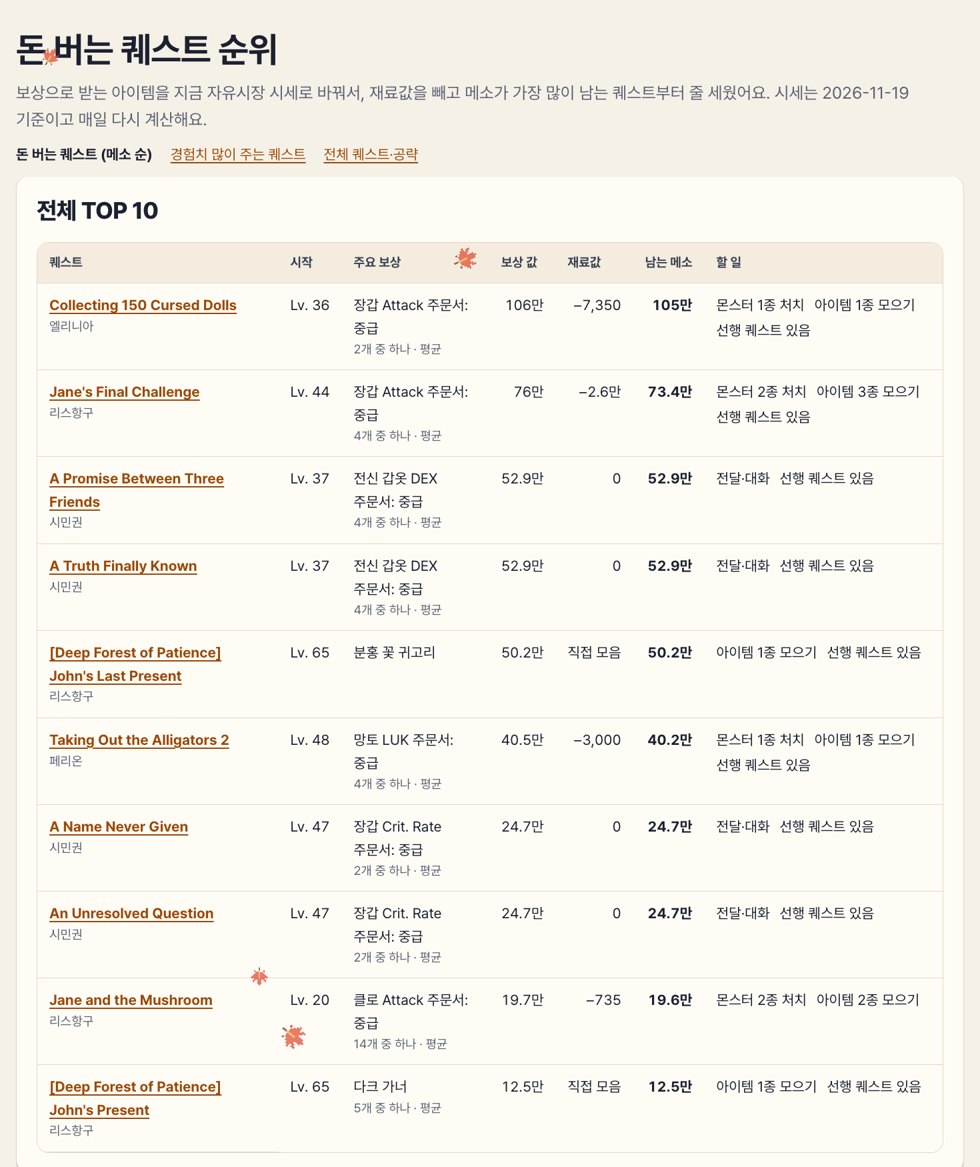 돈 버는 퀘스트 순위
보상으로 받는 아이템을 지금 자유시장 시세로 바꿔서, 재료값을 빼고 메소가 가장 많이 남는 퀘스트부터 줄 세웠어요. 시세는 2026-11-19
기준이고 매일 다시 계산해요.
돈 버는 퀘스트 (메소 순) 경험치 많이 주는 퀘스트 전체 퀘스트·공략
전체 TOP 10
퀘스트 시작 주요 보상 보상 값 재료값 남는 메소 할 일
Collecting 150 Cursed Dolls Lv. 36 장갑 Attack 주문서: 106만 −7,350 105만 몬스터 1종 처치 아이템 1종 모으기
엘리니아 중급 선행 퀘스트 있음
2개 중 하나 · 평균
Jane's Final Challenge Lv. 44 장갑 Attack 주문서: 76만 −2.6만 73.4만 몬스터 2종 처치 아이템 3종 모으기
리스항구 중급 선행 퀘스트 있음
4개 중 하나 · 평균
A Promise Between Three Lv. 37 전신 갑옷 DEX 52.9만 0 52.9만 전달·대화 선행 퀘스트 있음
Friends 주문서: 중급
시민권 4개 중 하나 · 평균
A Truth Finally Known Lv. 37 전신 갑옷 DEX 52.9만 0 52.9만 전달·대화 선행 퀘스트 있음
시민권 주문서: 중급
4개 중 하나 · 평균
[Deep Forest of Patience] Lv. 65 분홍 꽃 귀고리 50.2만 직접 모음 50.2만 아이템 1종 모으기 선행 퀘스트 있음
John's Last Present
리스항구
Taking Out the Alligators 2 Lv. 48 망토 LUK 주문서: 40.5만 −3,000 40.2만 몬스터 1종 처치 아이템 1종 모으기
페리온 중급 선행 퀘스트 있음
4개 중 하나 · 평균
A Name Never Given Lv. 47 장갑 Crit. Rate 24.7만 0 24.7만 전달·대화 선행 퀘스트 있음
시민권 주문서: 중급
2개 중 하나 · 평균
An Unresolved Question Lv. 47 장갑 Crit. Rate 24.7만 0 24.7만 전달·대화 선행 퀘스트 있음
시민권 주문서: 중급
2개 중 하나 · 평균
Jane and the Mushroom Lv. 20 클로 Attack 주문서: 19.7만 −735 19.6만 몬스터 2종 처치 아이템 2종 모으기
리스항구 중급
14개 중 하나 · 평균
[Deep Forest of Patience] Lv. 65 다크 가너 12.5만 직접 모음 12.5만 아이템 1종 모으기 선행 퀘스트 있음
John's Present 5개 중 하나 · 평균
리스항구